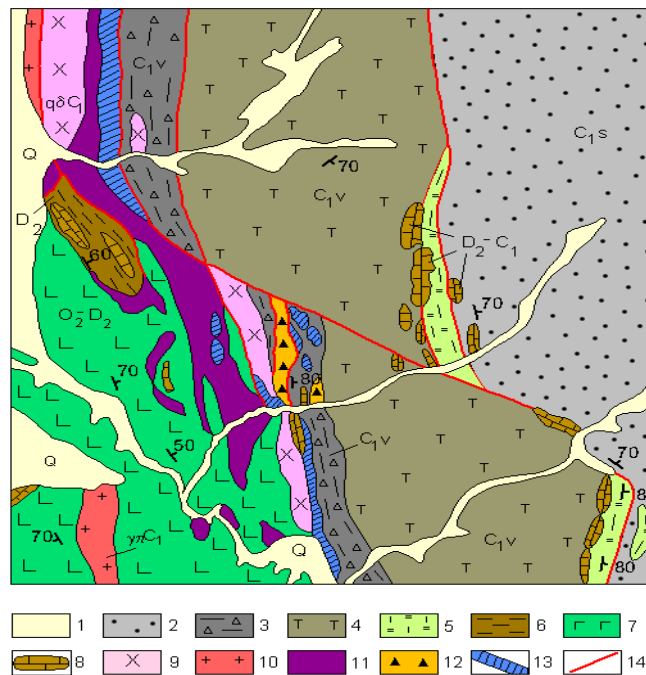 C₁v
qδC₁
C₁s
Q
70
C₁v
D₂
D₂-C₁
60
O₂-D₂
70
80
70
C₁v
50
70
Q
8
C₁v
70
γπC₁
Q
80
1 2 3 4 5 6 7
8 9 10 11 12 13 14